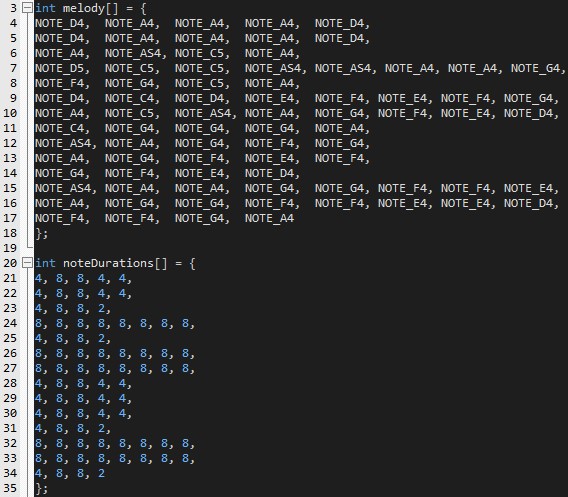 3 int melody[] = {
4 NOTE_D4, NOTE_A4, NOTE_A4, NOTE_A4, NOTE_D4,
5 NOTE_D4, NOTE_A4, NOTE_A4, NOTE_A4, NOTE_D4,
6 NOTE_A4, NOTE_AS4, NOTE_C5, NOTE_A4,
7 NOTE_D5, NOTE_C5, NOTE_C5, NOTE_AS4, NOTE_AS4, NOTE_A4, NOTE_A4, NOTE_G4,
8 NOTE_F4, NOTE_G4, NOTE_C5, NOTE_A4,
9 NOTE_D4, NOTE_C4, NOTE_D4, NOTE_E4, NOTE_F4, NOTE_E4, NOTE_F4, NOTE_G4,
10 NOTE_A4, NOTE_C5, NOTE_AS4, NOTE_A4, NOTE_G4, NOTE_F4, NOTE_E4, NOTE_D4,
11 NOTE_C4, NOTE_G4, NOTE_G4, NOTE_G4, NOTE_A4,
12 NOTE_AS4, NOTE_A4, NOTE_G4, NOTE_F4, NOTE_G4,
13 NOTE_A4, NOTE_G4, NOTE_F4, NOTE_E4, NOTE_F4,
14 NOTE_G4, NOTE_F4, NOTE_E4, NOTE_D4,
15 NOTE_AS4, NOTE_A4, NOTE_A4, NOTE_G4, NOTE_G4, NOTE_F4, NOTE_F4, NOTE_E4,
16 NOTE_A4, NOTE_G4, NOTE_G4, NOTE_F4, NOTE_F4, NOTE_E4, NOTE_E4, NOTE_D4,
17 NOTE_F4, NOTE_F4, NOTE_G4, NOTE_A4
18 };
19
20 int noteDurations[] = {
21 4, 8, 8, 4, 4,
22 4, 8, 8, 4, 4,
23 4, 8, 8, 2,
24 8, 8, 8, 8, 8, 8, 8, 8,
25 4, 8, 8, 2,
26 8, 8, 8, 8, 8, 8, 8, 8,
27 8, 8, 8, 8, 8, 8, 8, 8,
28 4, 8, 8, 4, 4,
29 4, 8, 8, 4, 4,
30 4, 8, 8, 4, 4,
31 4, 8, 8, 2,
32 8, 8, 8, 8, 8, 8, 8, 8,
33 8, 8, 8, 8, 8, 8, 8, 8,
34 4, 8, 8, 2
35 };